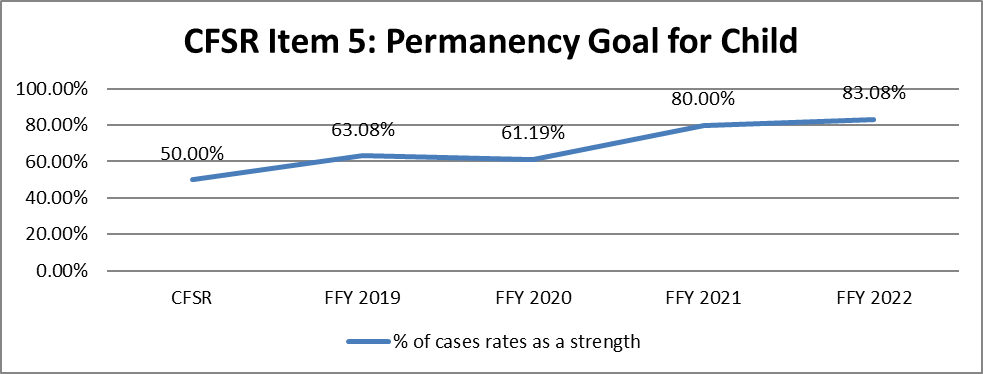 CFSR Item 5: Permanency Goal for Child
100.00%
80.00%
60.00%
40.00%
20.00%
0.00%
50.00%
63.08%
61.19%
80.00%
83.08%
CFSR
FFY 2019
FFY 2020
FFY 2021
FFY 2022
% of cases rates as a strength